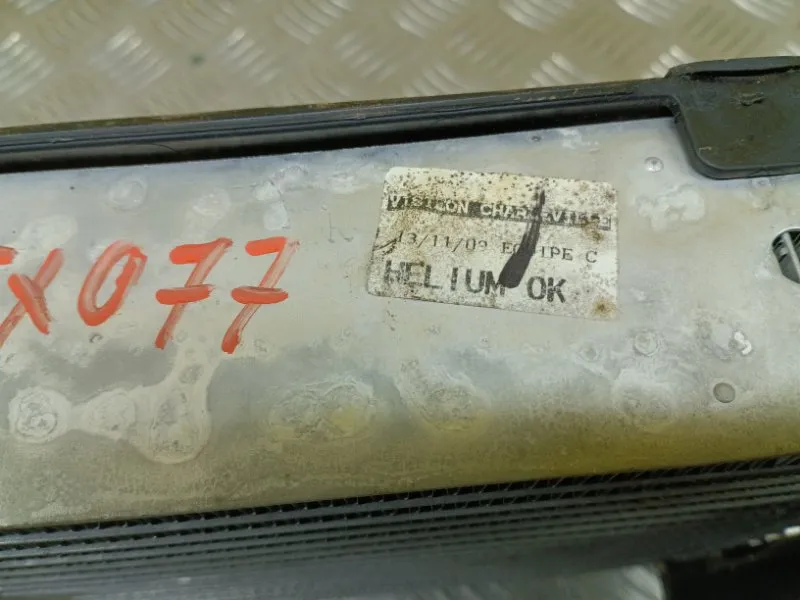 VISTEON CHARLEVILLE
13/11/09 EQUIPE C
HELIUM OK
X077